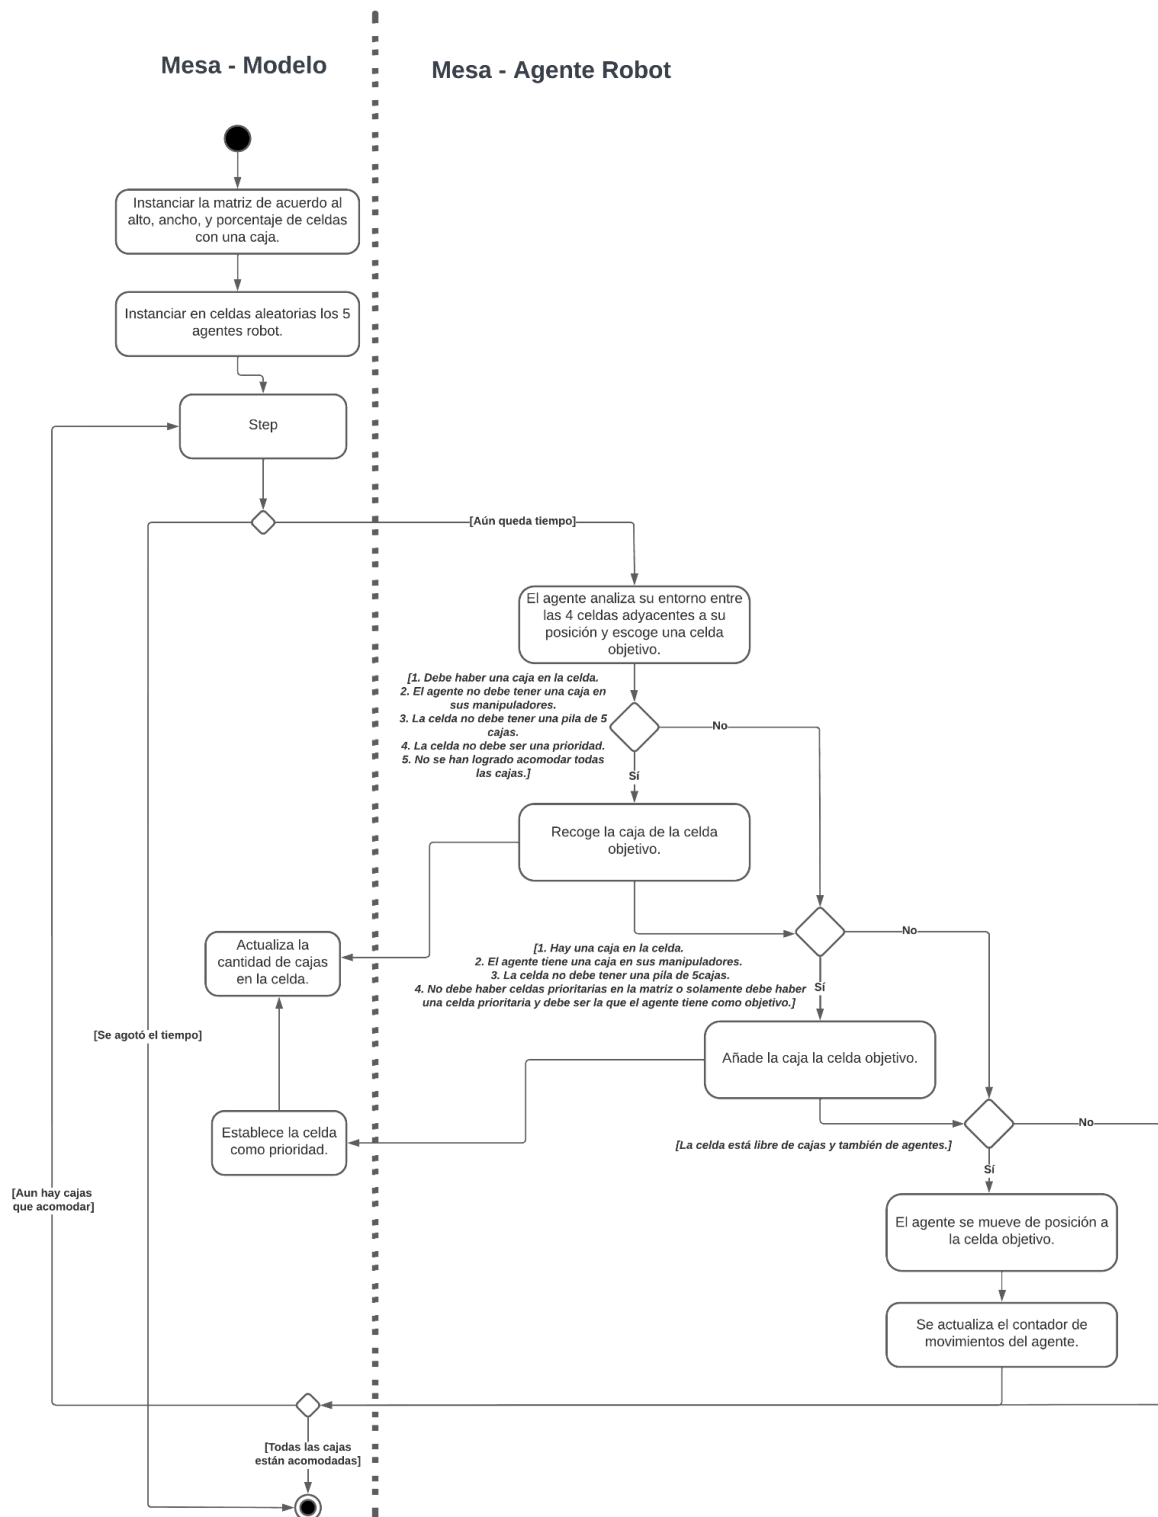 Mesa - Modelo
Mesa - Agente Robot
Instanciar la matriz de acuerdo al
alto, ancho, y porcentaje de celdas
con una caja.
Instanciar en celdas aleatorias los 5
agentes robot.
Step
[Aún queda tiempo]
El agente analiza su entorno entre
las 4 celdas adyacentes a su
posición y escoge una celda
objetivo.
[1. Debe haber una caja en la celda.
2. El agente no debe tener una caja en
sus manipuladores.
3. La celda no debe tener una pila de 5
cajas.
4. La celda no debe ser una prioridad.
5. No se han logrado acomodar todas
las cajas.]
No
Sí
Recoge la caja de la celda
objetivo.
Actualiza la
cantidad de cajas
en la celda.
[1. Hay una caja en la celda.
2. El agente tiene una caja en sus manipuladores.
3. La celda no debe tener una pila de 5cajas.
4. No debe haber celdas prioritarias en la matriz o solamente debe haber
una celda prioritaria y debe ser la que el agente tiene como objetivo.]
No
Sí
[Se agotó el tiempo]
Añade la caja la celda objetivo.
Establece la celda
como prioridad.
[La celda está libre de cajas y también de agentes.]
No
Sí
[Aun hay cajas
que acomodar]
El agente se mueve de posición a
la celda objetivo.
Se actualiza el contador de
movimientos del agente.
[Todas las cajas
están acomodadas]